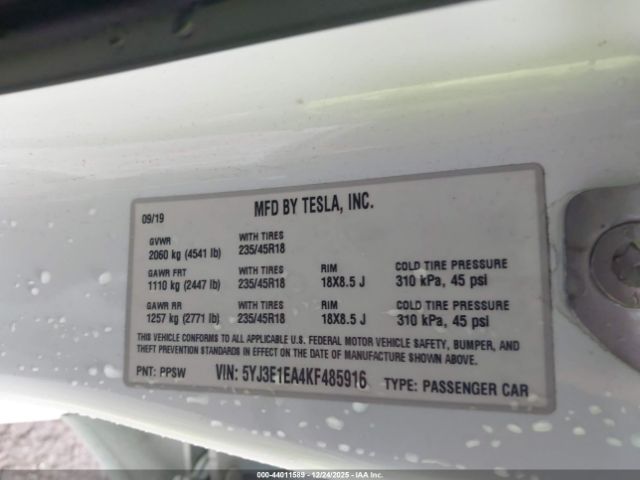 09/19 MFD BY TESLA, INC.
GVWR WITH TIRES
2060 kg (4541 lb) 235/45R18
GAWR FRT WITH TIRES RIM COLD TIRE PRESSURE
1110 kg (2447 lb) 235/45R18 18X8.5 J 310 kPa, 45 psi
GAWR RR WITH TIRES RIM COLD TIRE PRESSURE
1257 kg (2771 lb) 235/45R18 18X8.5 J 310 kPa, 45 psi
THIS VEHICLE CONFORMS TO ALL APPLICABLE U.S. FEDERAL MOTOR VEHICLE SAFETY, BUMPER, AND
THEFT PREVENTION STANDARDS IN EFFECT ON THE DATE OF MANUFACTURE SHOWN ABOVE.
PNT: PPSW VIN: 5YJ3E1EA4KF485916 TYPE: PASSENGER CAR
000-44011589 - 12/24/2025 - IAAI, Inc.